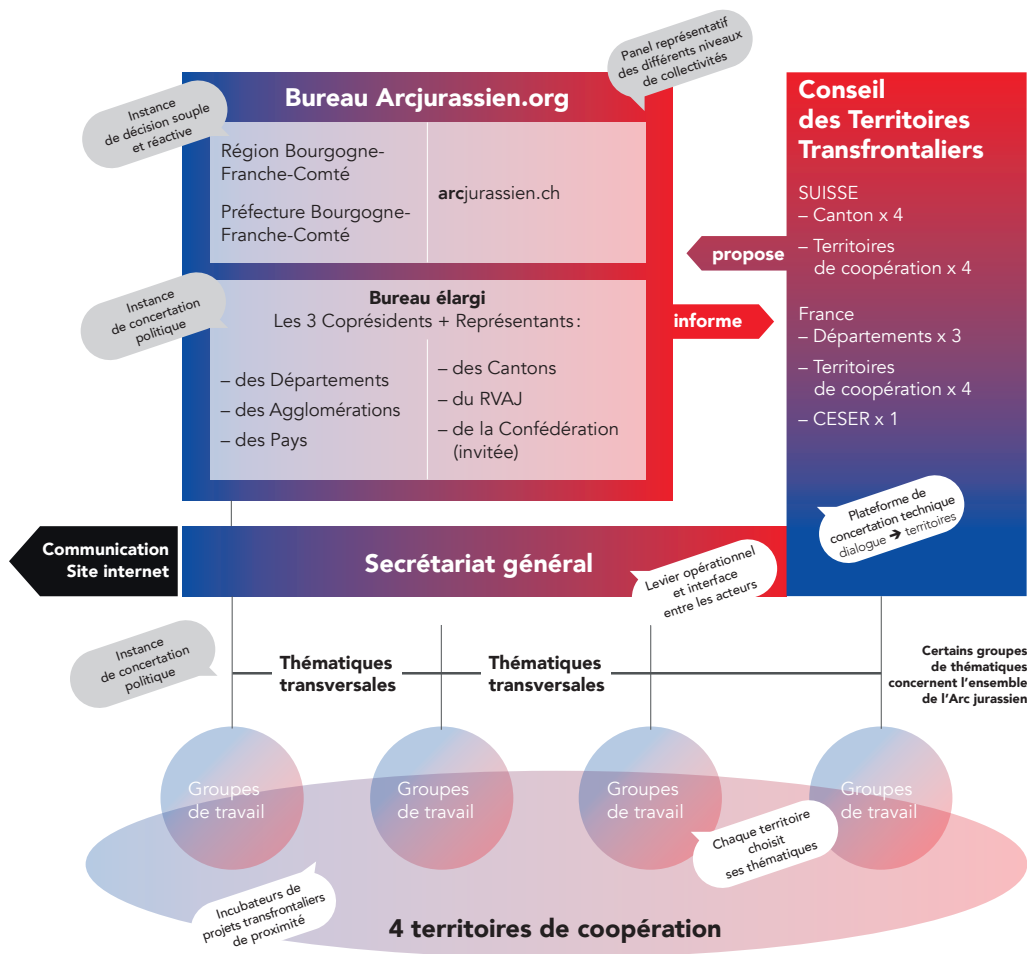 Panel représentatif
des différents niveaux
de collectivités
Instance
de décision souple
et réactive
Bureau Arcjurassien.org
Région Bourgogne-
Franche-Comté
Préfecture Bourgogne-
Franche-Comté
arcjurassien.ch
Instance
de concertation
politique
Bureau élargi
Les 3 Coprésidents + Représentants :
– des Départements
– des Agglomérations
– des Pays
– des Cantons
– du RVAJ
– de la Confédération
(invitée)
propose
informe
Conseil
des Territoires
Transfrontaliers
SUISSE
– Canton x 4
– Territoires
de coopération x 4
France
– Départements x 3
– Territoires
de coopération x 4
– CESER x 1
Plateforme de
concertation technique
dialogue ➔ territoires
Communication
Site internet
Secrétariat général
Levier opérationnel
et interface
entre les acteurs
Instance
de concertation
politique
Thématiques
transversales
Thématiques
transversales
Certains groupes
de thématiques
concernent l'ensemble
de l'Arc jurassien
Groupes
de travail
Groupes
de travail
Groupes
de travail
Groupes
de travail
Chaque territoire
choisit
ses thématiques
Incubateurs de
projets transfrontaliers
de proximité
4 territoires de coopération